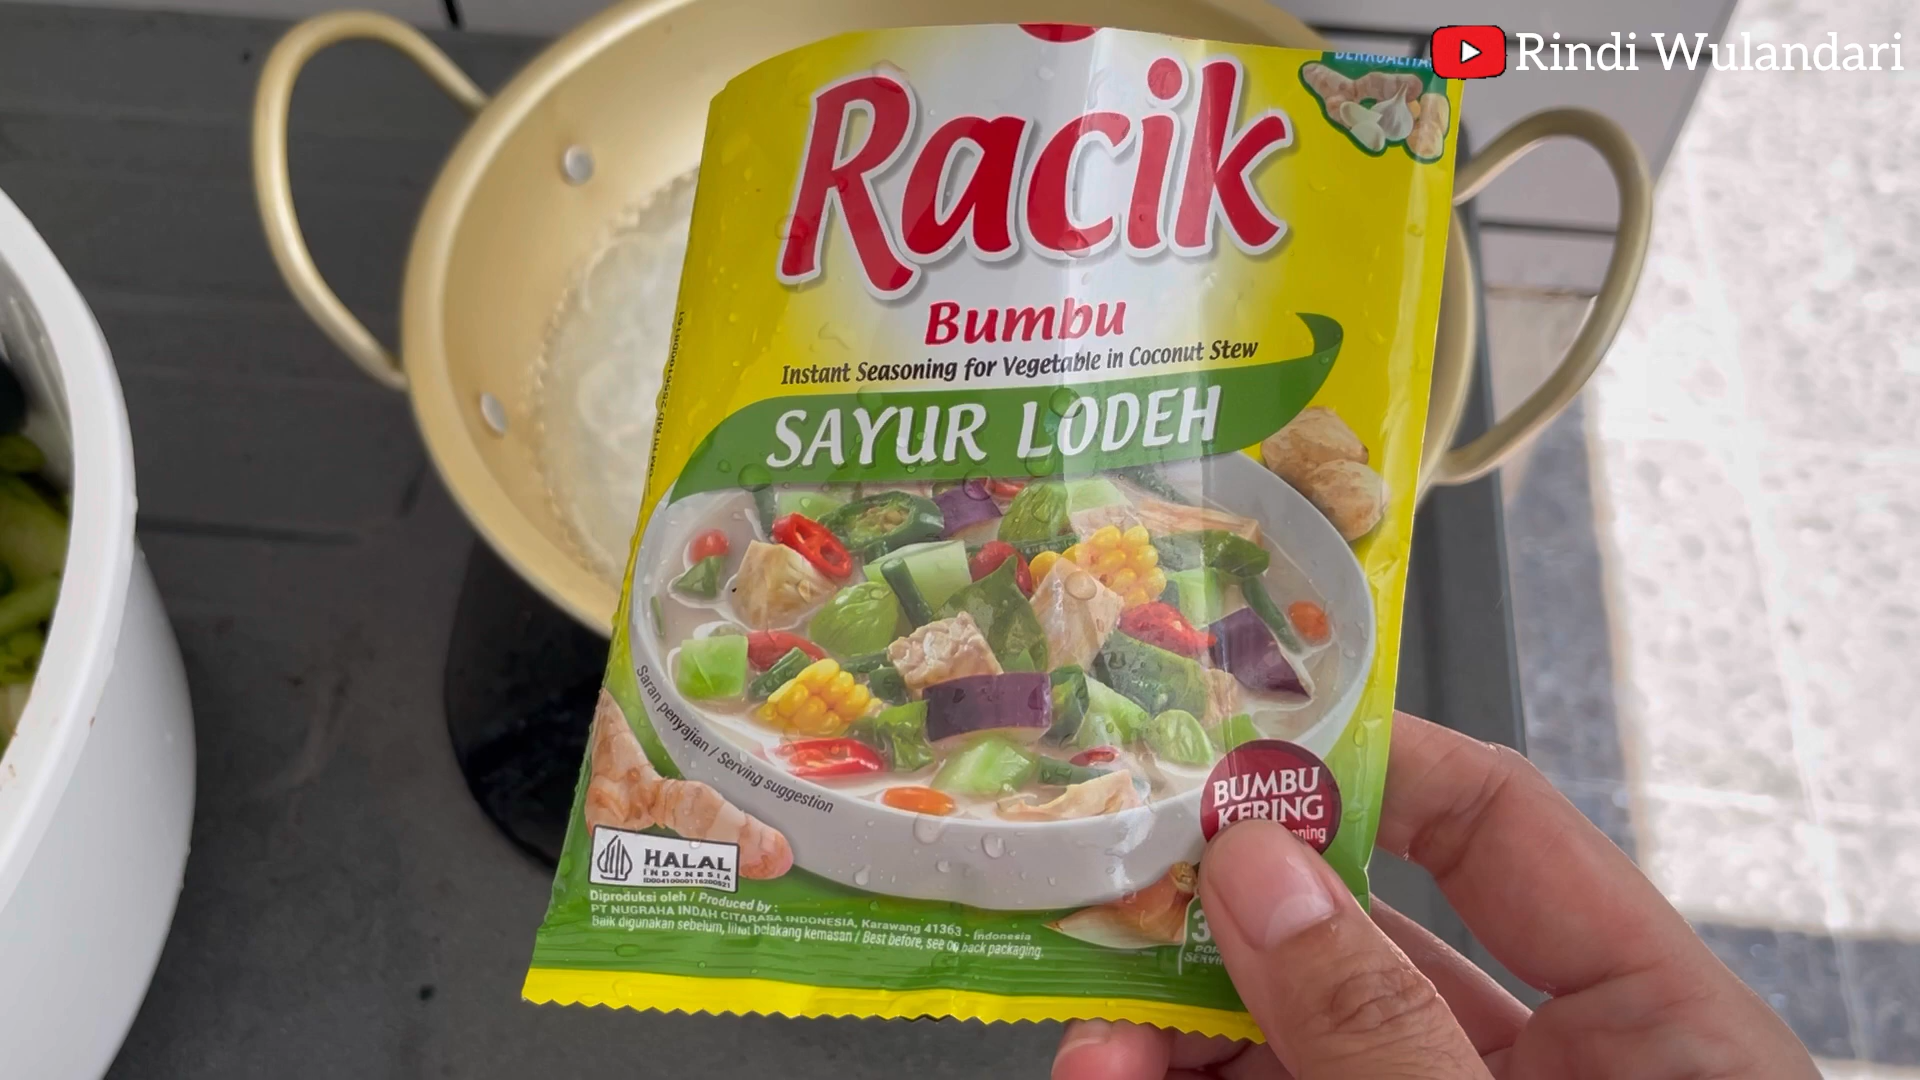 Rindi Wulandari
Racik
Bumbu
Instant Seasoning for Vegetable in Coconut Stew
SAYUR LODEH
Saran penyajian / Serving suggestion
BUMBU
KERING
HALAL
INDONESIA
Diproduksi oleh / Produced by :
PT NUGRAHA INDAH CITARASA INDONESIA, Karawang 41363 - Indonesia
Baik digunakan sebelum, lihat belakang kemasan / Best before, see on back packaging.